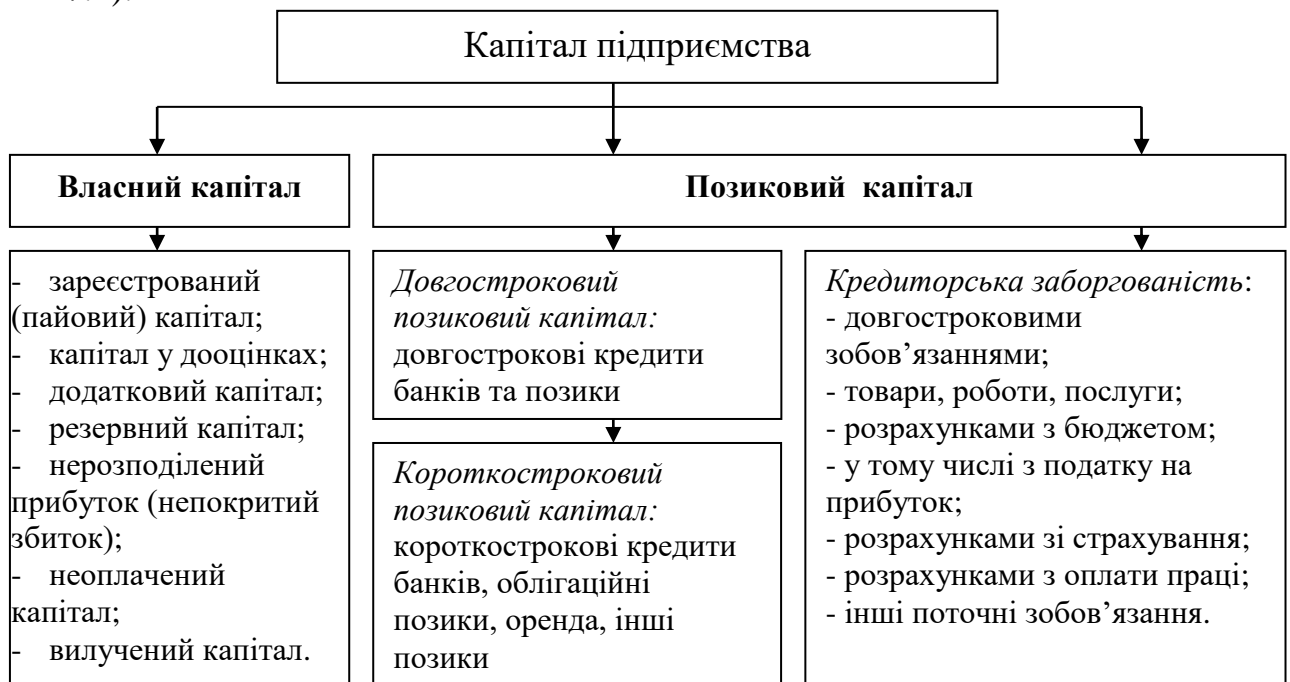 Капітал підприємства
Власний капітал
Позиковий капітал
- зареєстрований
(пайовий) капітал;
- капітал у дооцінках;
- додатковий капітал;
- резервний капітал;
- нерозподілений
прибуток (непокритий
збиток);
- неоплачений
капітал;
- вилучений капітал.
Довгостроковий
позиковий капітал:
довгострокові кредити
банків та позики
Короткостроковий
позиковий капітал:
короткострокові кредити
банків, облігаційні
позики, оренда, інші
позики
Кредиторська заборгованість:
- довгостроковими
зобов’язаннями;
- товари, роботи, послуги;
- розрахунками з бюджетом;
- у тому числі з податку на
прибуток;
- розрахунками зі страхування;
- розрахунками з оплати праці;
- інші поточні зобов’язання.